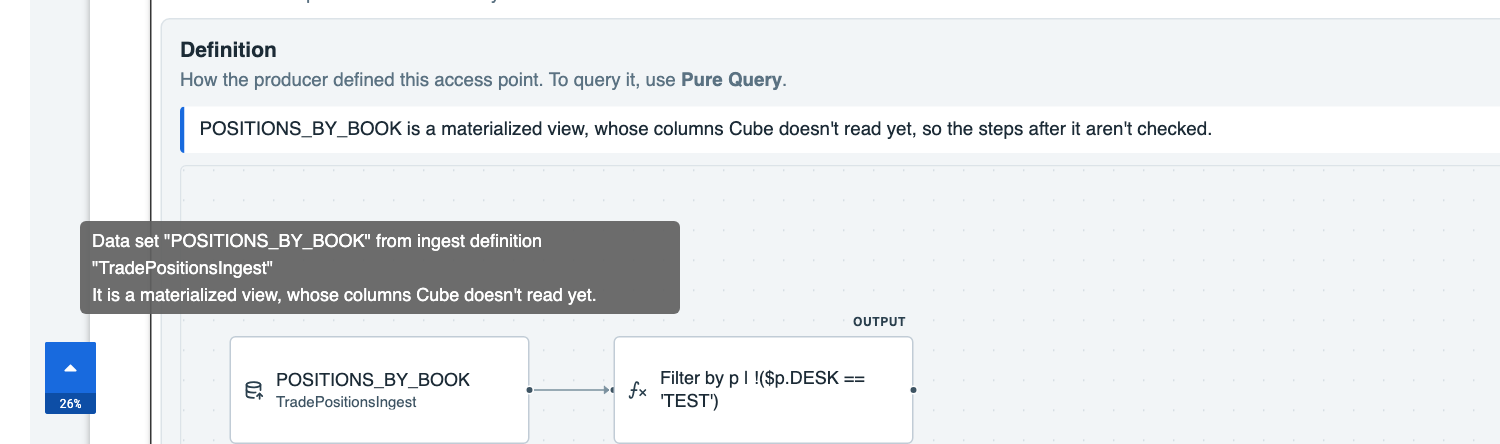 Definition
How the producer defined this access point. To query it, use Pure Query.
POSITIONS_BY_BOOK is a materialized view, whose columns Cube doesn't read yet, so the steps after it aren't checked.
Data set "POSITIONS_BY_BOOK" from ingest definition
"TradePositionsIngest"
It is a materialized view, whose columns Cube doesn't read yet.
OUTPUT
POSITIONS_BY_BOOK
TradePositionsIngest
fx
Filter by p | !($p.DESK ==
'TEST')
26%